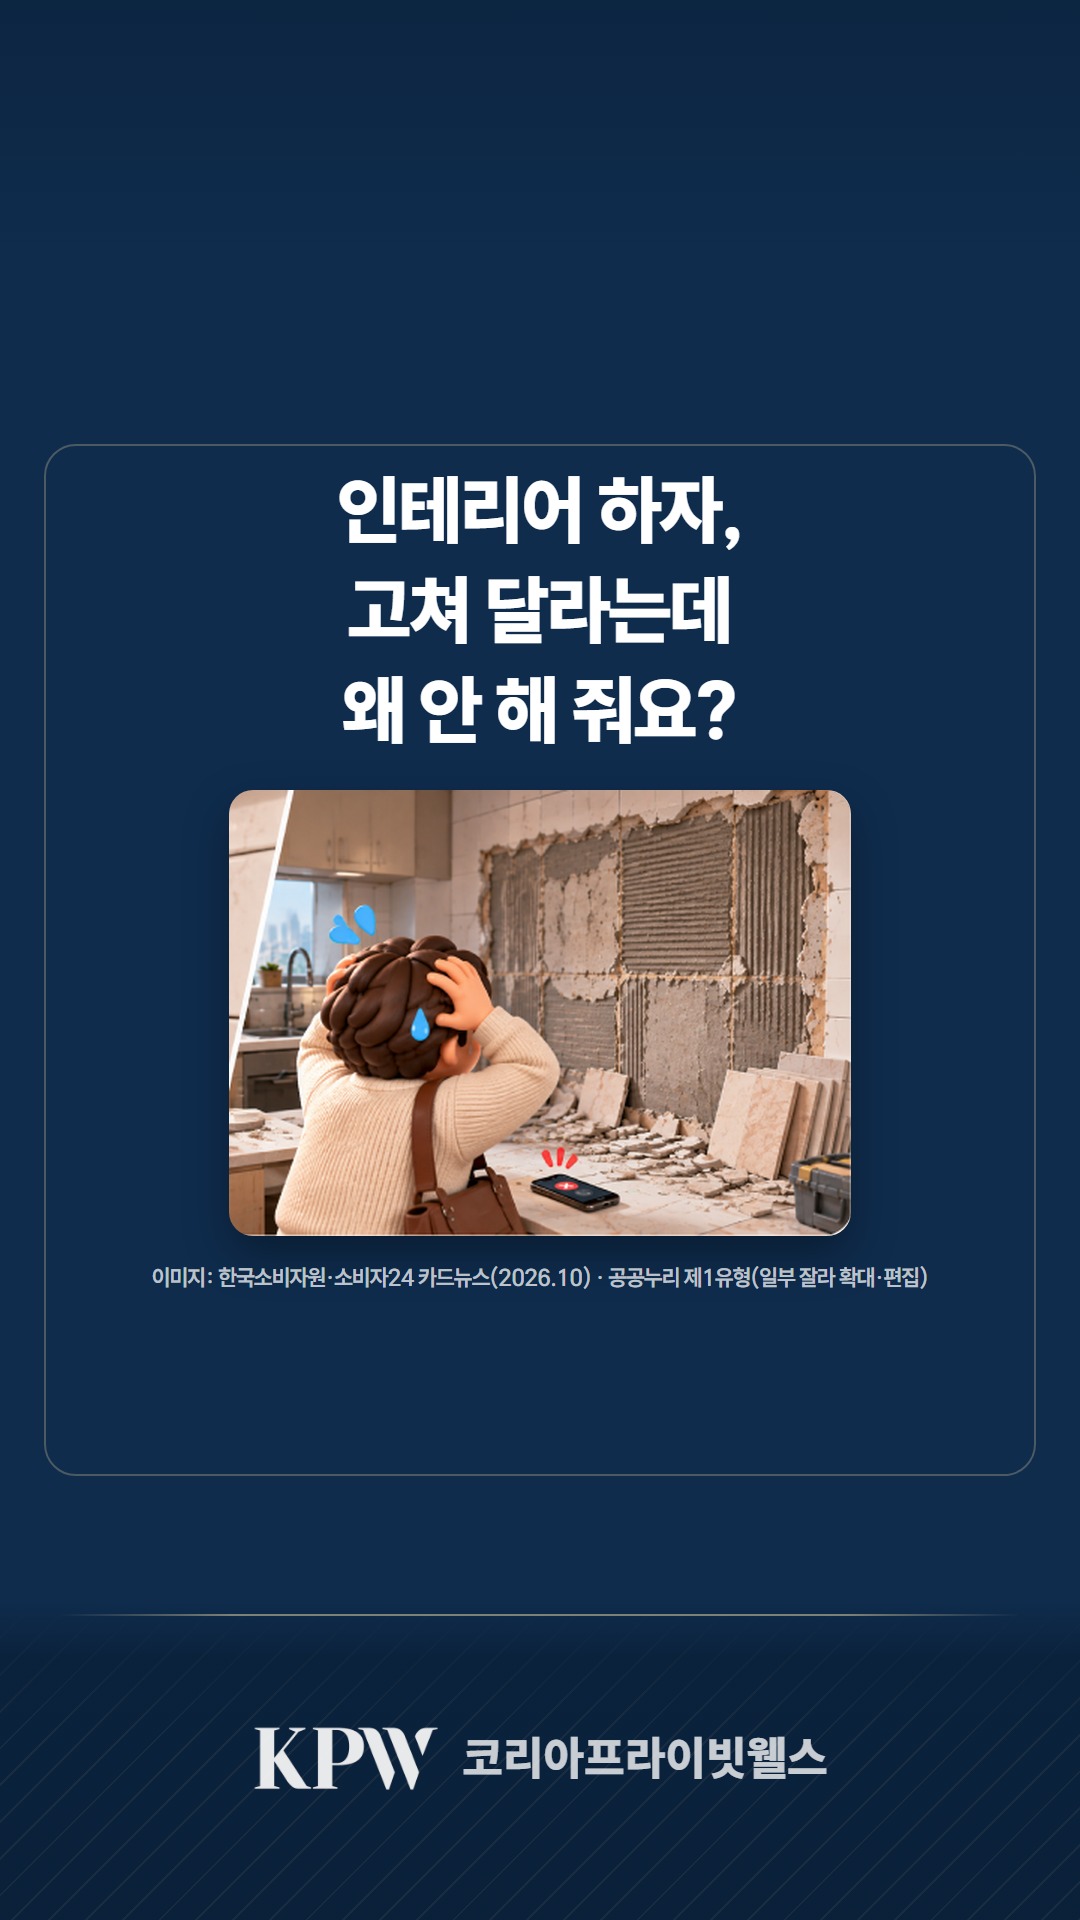 인테리어 하자,
고쳐 달라는데
왜 안 해 줘요?
이미지: 한국소비자원·소비자24 카드뉴스(2026.10) · 공공누리 제1유형(일부 잘라 확대·편집)
KPW 코리아프라이빗웰스